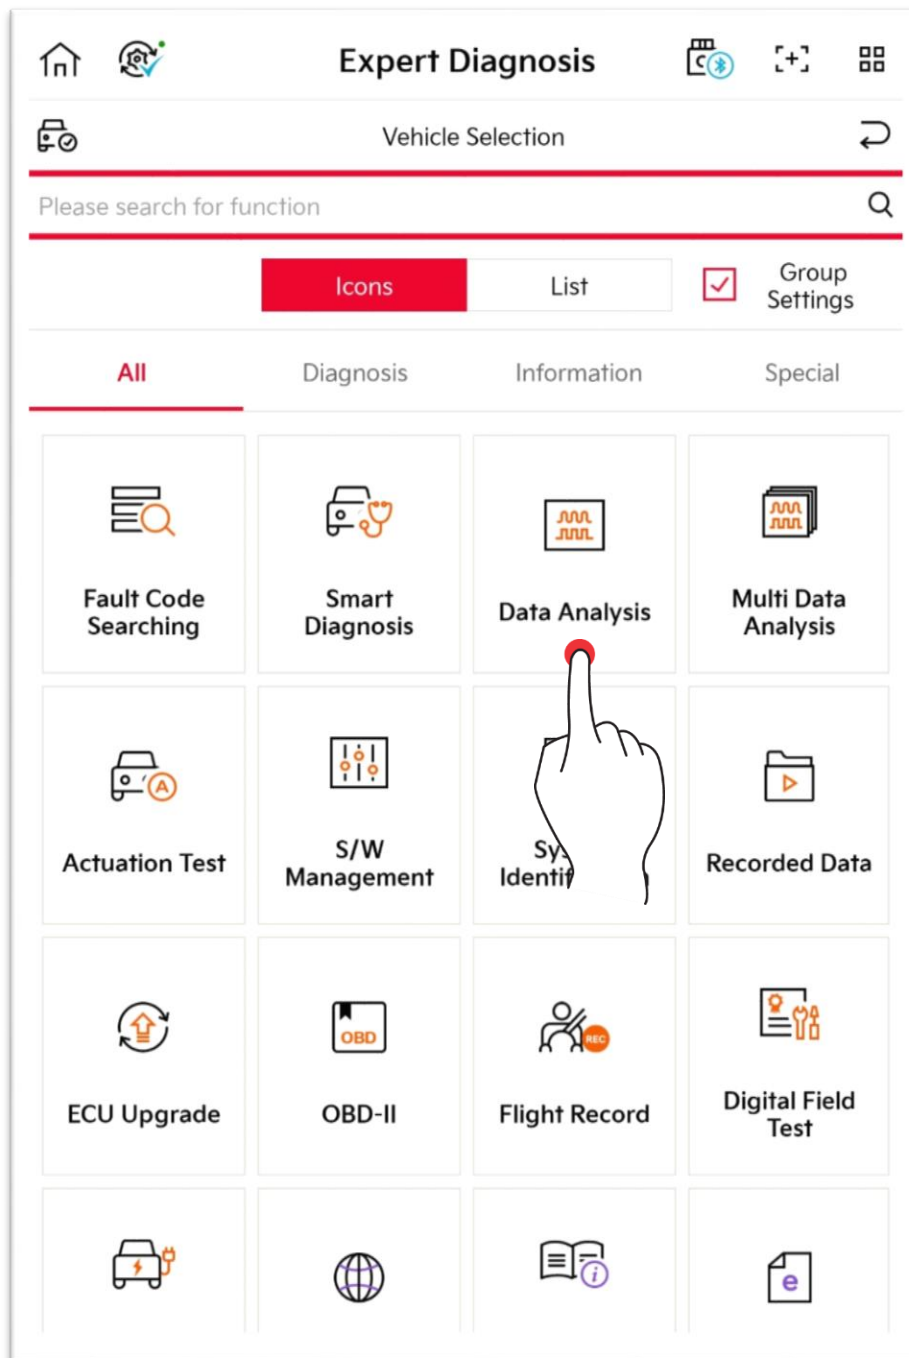 Expert Diagnosis
Vehicle Selection
Please search for function
Icons
List
Group
Settings
All
Diagnosis
Information
Special
Fault Code
Searching
Smart
Diagnosis
Data Analysis
Multi Data
Analysis
Actuation Test
A
S/W
Management
Recorded Data
ECU Upgrade
OBD
OBD-II
REC
Flight Record
Digital Field
Test
i
e